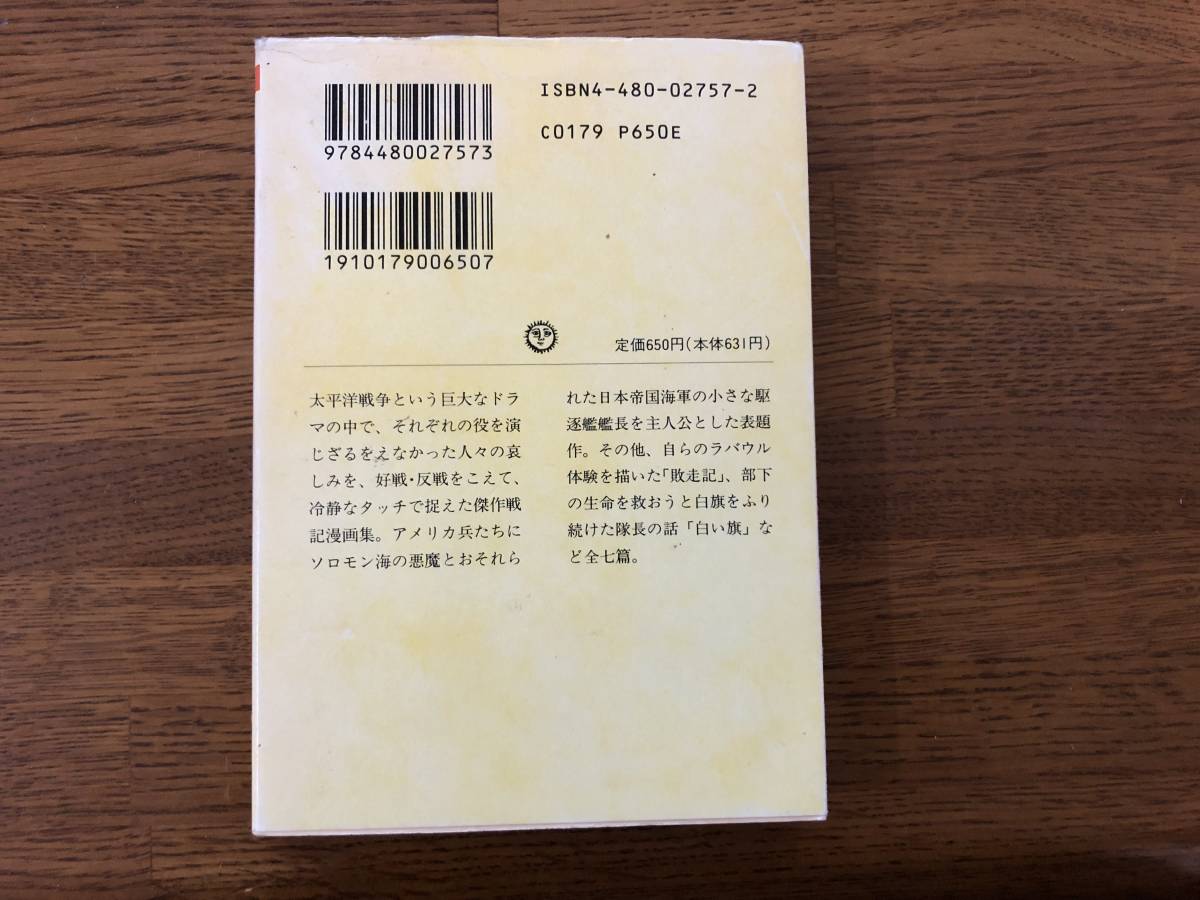 ISBN4-480-02757-2
C0179 P650E
9784480027573
1910179006507
定価650円(本体631円)
太平洋戦争という巨大なドラ
マの中で、それぞれの役を演
じざるをえなかった人々の哀
しみを、好戦・反戦をこえて、
冷静なタッチで捉えた傑作戦
記漫画集。アメリカ兵たちに
ソロモン海の悪魔とおそれら
れた日本帝国海軍の小さな駆
逐艦艦長を主人公とした表題
作。その他、自らのラバウル
体験を描いた「敗走記」、部下
の生命を救おうと白旗をふり
続けた隊長の話「白い旗」な
ど全七篇。